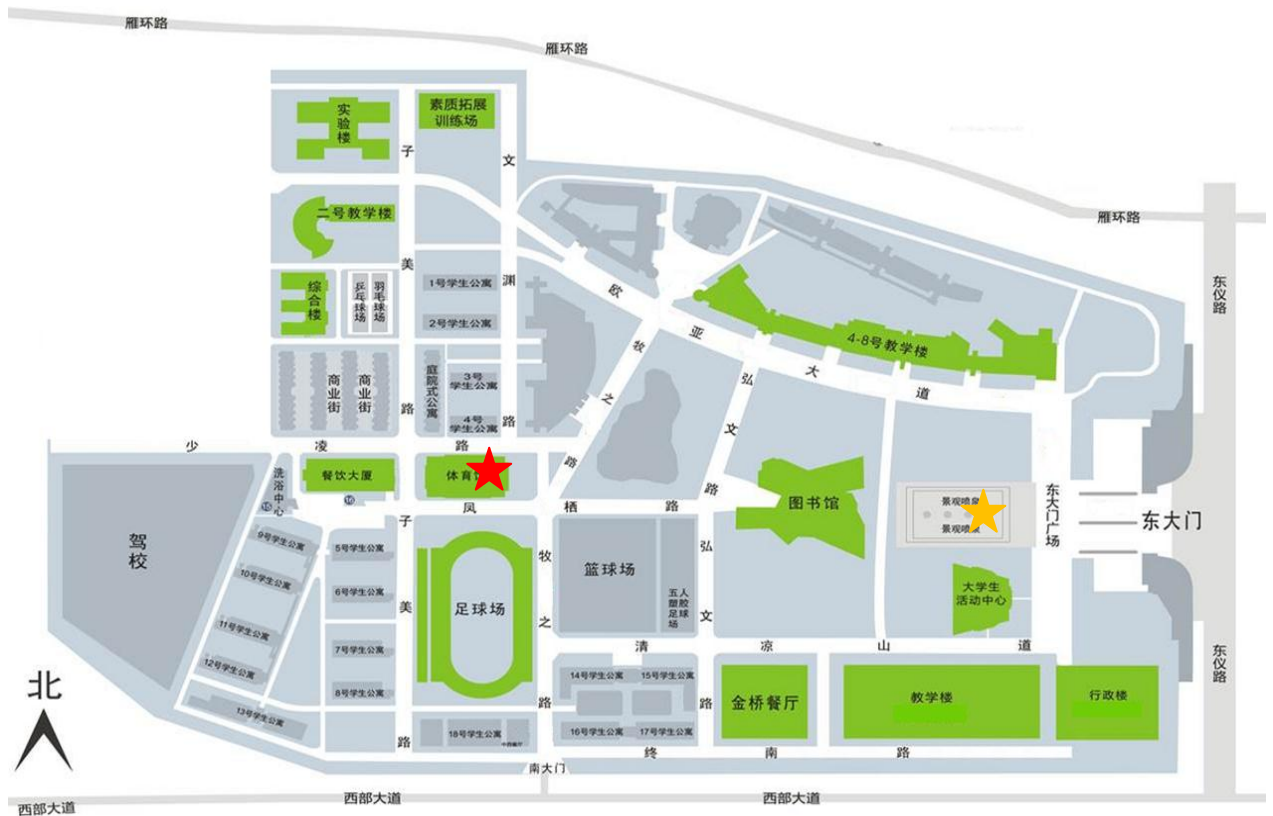 雁环路
雁环路
雁环路
实验楼
素质拓展
训练场
子
文
二号教学楼
美
渊
1号学生公寓
2号学生公寓
综合楼
乒乓球场
羽毛球场
欧
亚
大
道
4-8号教学楼
东仪路
商业街
商业街
庭院式公寓
3号
学生公寓
4号
学生公寓
路
路
牧
之
路
弘
文
路
少
凌
路
洗浴中心
餐饮大厦
体育
15
16
凤
栖
路
图书馆
景观喷泉
景观喷泉
东大门广场
东大门
驾校
9号学生公寓
10号学生公寓
11号学生公寓
12号学生公寓
13号学生公寓
子
美
路
5号学生公寓
6号学生公寓
7号学生公寓
8号学生公寓
足球场
牧
之
路
篮球场
五人
塑胶
足球
场
弘
文
路
大学生
活动中心
清
凉
山
道
14号学生公寓
15号学生公寓
16号学生公寓
17号学生公寓
18号学生公寓
金桥餐厅
教学楼
行政楼
东仪路
终
南
路
南大门
北
西部大道
西部大道
西部大道